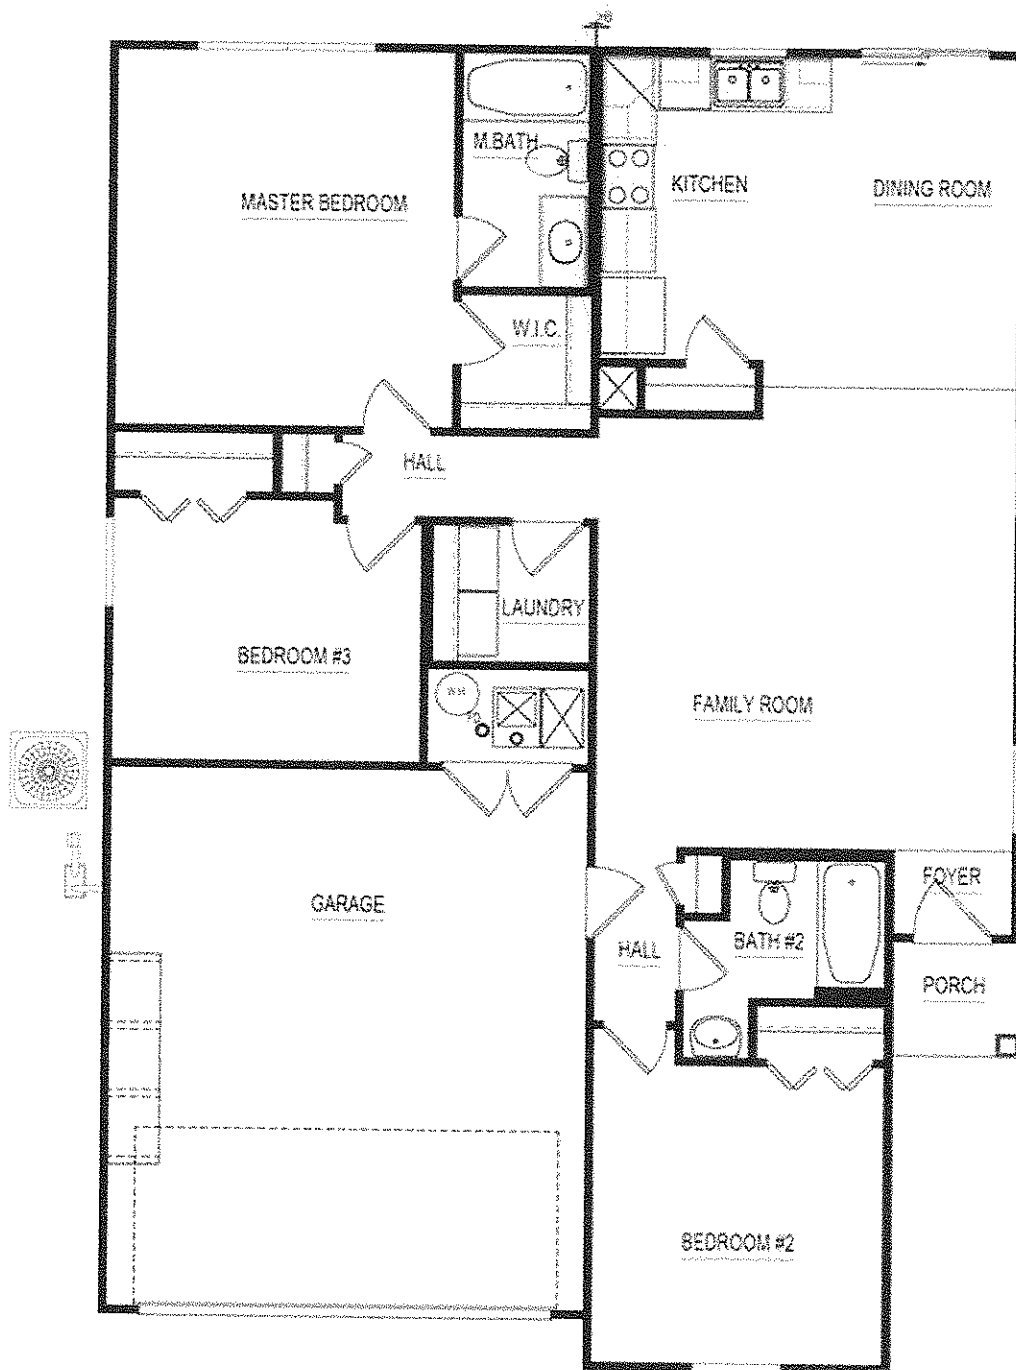 M.BATH
KITCHEN
DINING ROOM
MASTER BEDROOM
W.I.C.
HALL
LAUNDRY
BEDROOM #3
WH
FAMILY ROOM
GARAGE
FOYER
HALL
BATH #2
PORCH
BEDROOM #2